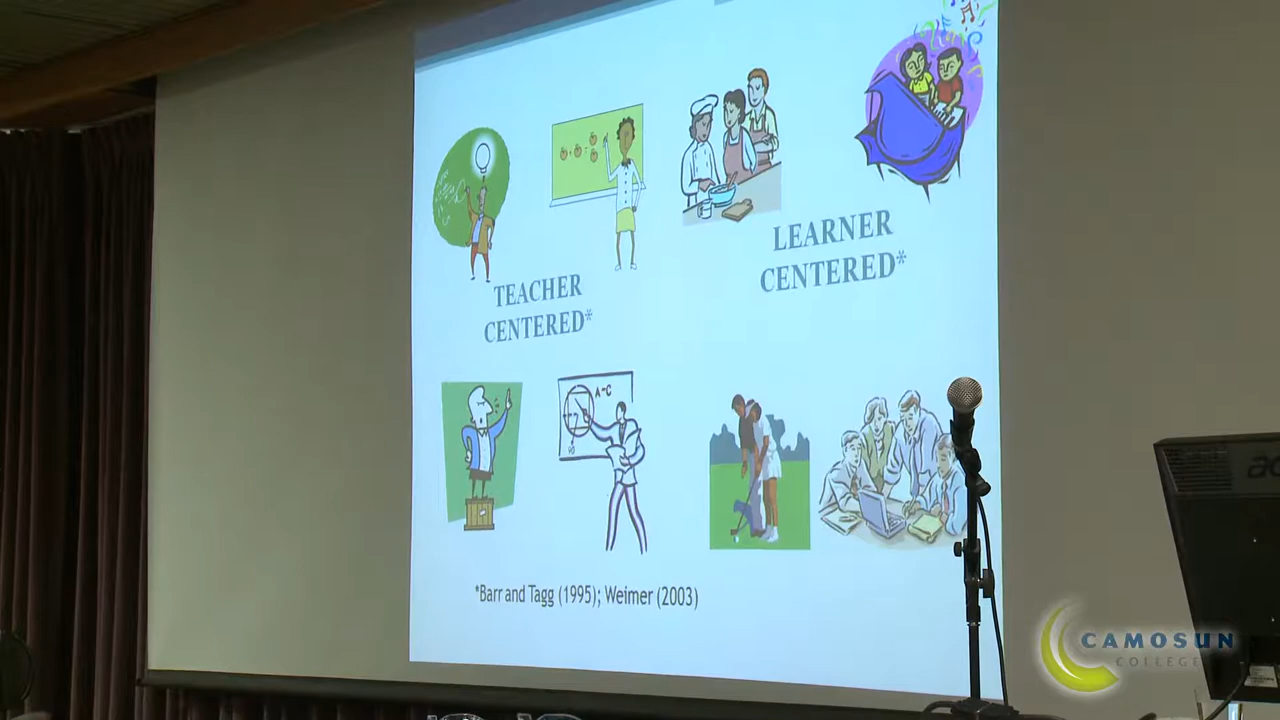 TEACHER
CENTERED*
LEARNER
CENTERED*
A=C
*Barr and Tagg (1995); Weimer (2003)
CAMOSUN
COLLEGE